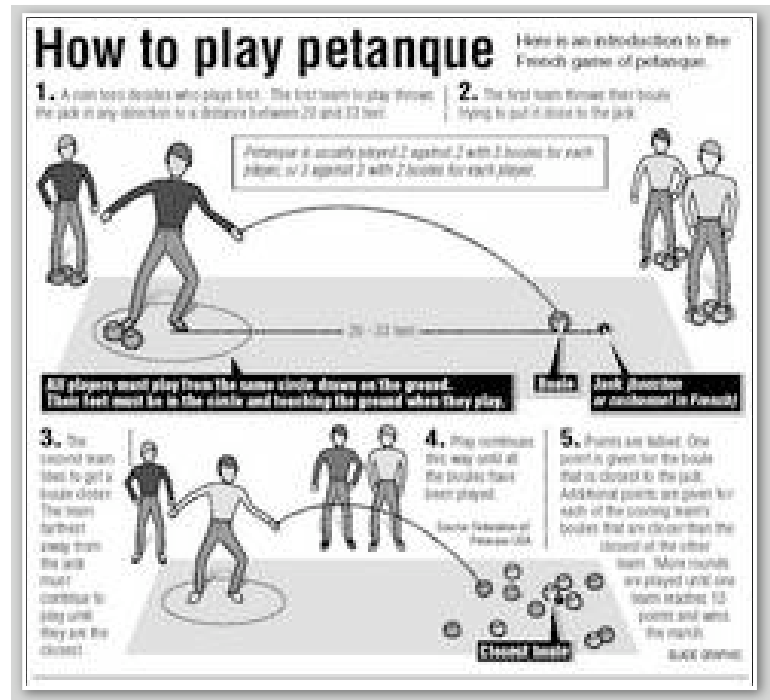 How to play petanque
Here is an introduction to the
French game of petanque.
1. A coin toss decides who plays first. The first team to play throws
the jack in any direction to a distance between 20 and 33 feet.
2. The first team throws their boule
trying to put it close to the jack.
Petanque is usually played 2 against 2 with 3 boules for each
player, or 3 against 3 with 2 boules for each player.
20 - 33 feet
All players must play from the same circle drawn on the ground.
Their feet must be in the circle and touching the ground when they play.
Boule
Jack
or cochonnet in French)
3. The
second team
tries to get a
boule closer.
The team
farthest
away from
the jack
must
continue to
play until
they are the
closest.
4. Play continues
this way until all
the boules have
been played.
Source: Federation of
Petanque USA
5. Points are tallied. One
point is given for the boule
that is closest to the jack.
Additional points are given for
each of the scoring team's
boules that are closer than the
closest of the other
team. More rounds
are played until one
team reaches 13
points and wins
the match.
Closest boule